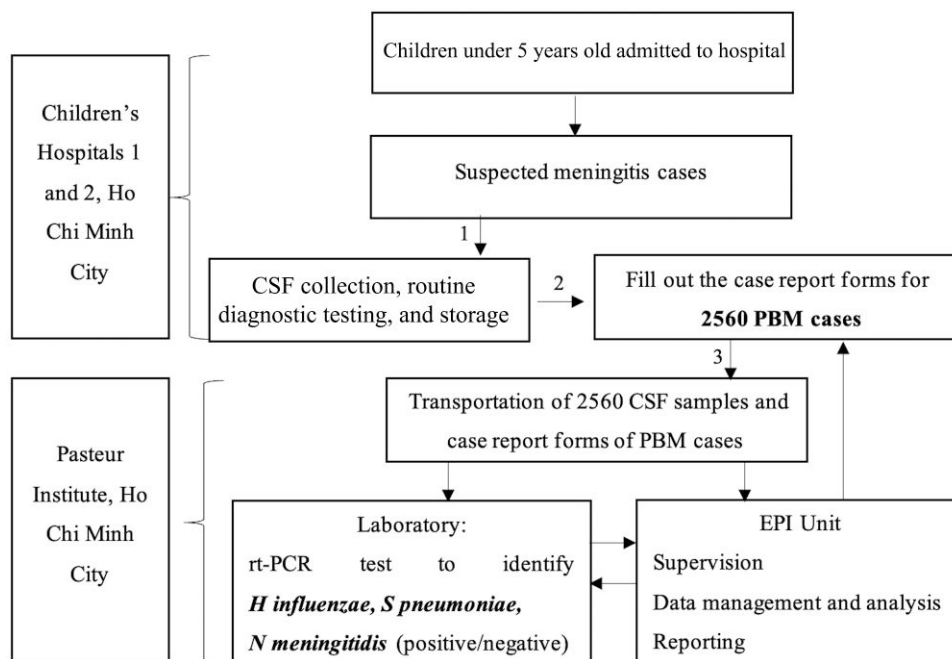 Children under 5 years old admitted to hospital
Children's
Hospitals 1
and 2, Ho
Chi Minh
City
Suspected meningitis cases
1
CSF collection, routine
diagnostic testing, and storage
2
Fill out the case report forms for
2560 PBM cases
3
Transportation of 2560 CSF samples and
case report forms of PBM cases
Pasteur
Institute, Ho
Chi Minh
City
Laboratory:
rt-PCR test to identify
H influenzae, S pneumoniae,
N meningitidis (positive/negative)
EPI Unit
Supervision
Data management and analysis
Reporting